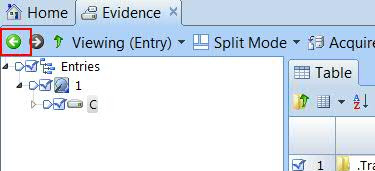 Home Evidence
Viewing (Entry) Split Mode Acquire
Entries
1
C
Table
1 .Tra